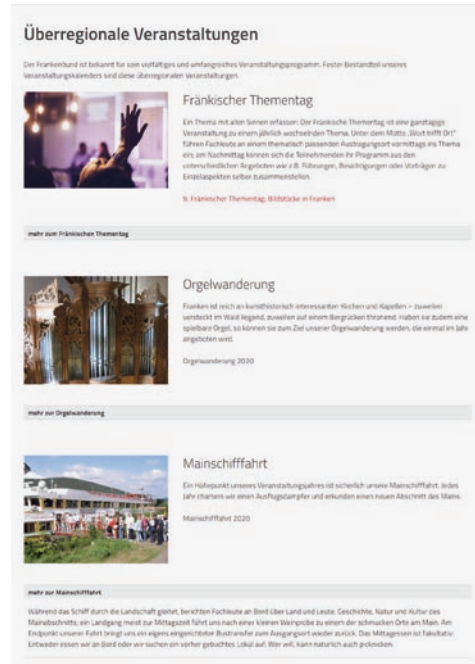 Überregionale Veranstaltungen
Der Frankenbund ist bekannt für sein vielfältiges und umfangreiches Veranstaltungsprogramm. Fester Bestandteil unseres
Veranstaltungskalenders sind diese überregionalen Veranstaltungen.
Fränkischer Thementag
Ein Thema mit allen Sinnen erfassen: Der Fränkische Thementag ist eine ganztägige
Veranstaltung zu einem jährlich wechselnden Thema. Unter dem Motto „Wort trifft Ort“
führen Fachleute an einem thematisch passenden Austragungsort vormittags ins Thema
ein; am Nachmittag können sich die Teilnehmenden ihr Programm aus den
unterschiedlichen Angeboten wie z.B. Führungen, Besichtigungen oder Vorträgen zu
Einzelaspekten selber zusammenstellen.
9. Fränkischer Thementag: Bildstöcke in Franken
mehr zum Fränkischen Thementag
Orgelwanderung
Franken ist reich an kunsthistorisch interessanten Kirchen und Kapellen – zuweilen
versteckt im Wald liegend, zuweilen auf einem Bergrücken thronend. Haben sie zudem eine
spielbare Orgel, so können sie zum Ziel unserer Orgelwanderung werden, die einmal im Jahr
angeboten wird.
Orgelwanderung 2020
mehr zur Orgelwanderung
Mainschifffahrt
Ein Höhepunkt unseres Veranstaltungsjahres ist sicherlich unsere Mainschifffahrt. Jedes
Jahr chartern wir einen Ausflugsdampfer und erkunden einen neuen Abschnitt des Mains.
Mainschifffahrt 2020
mehr zur Mainschifffahrt
Während das Schiff durch die Landschaft gleitet, berichten Fachleute an Bord über Land und Leute, Geschichte, Natur und Kultur des
Mainabschnitts; ein Landgang meist zur Mittagszeit führt uns nach einer kleinen Weinprobe zu einem der schmucken Orte am Main. Am
Endpunkt unserer Fahrt bringt uns ein eigens eingerichteter Bustransfer zum Ausgangsort wieder zurück. Das Mittagessen ist fakultativ:
Entweder essen wir an Bord oder wir suchen ein vorher gebuchtes Lokal auf. Wer will, kann natürlich auch picknicken.